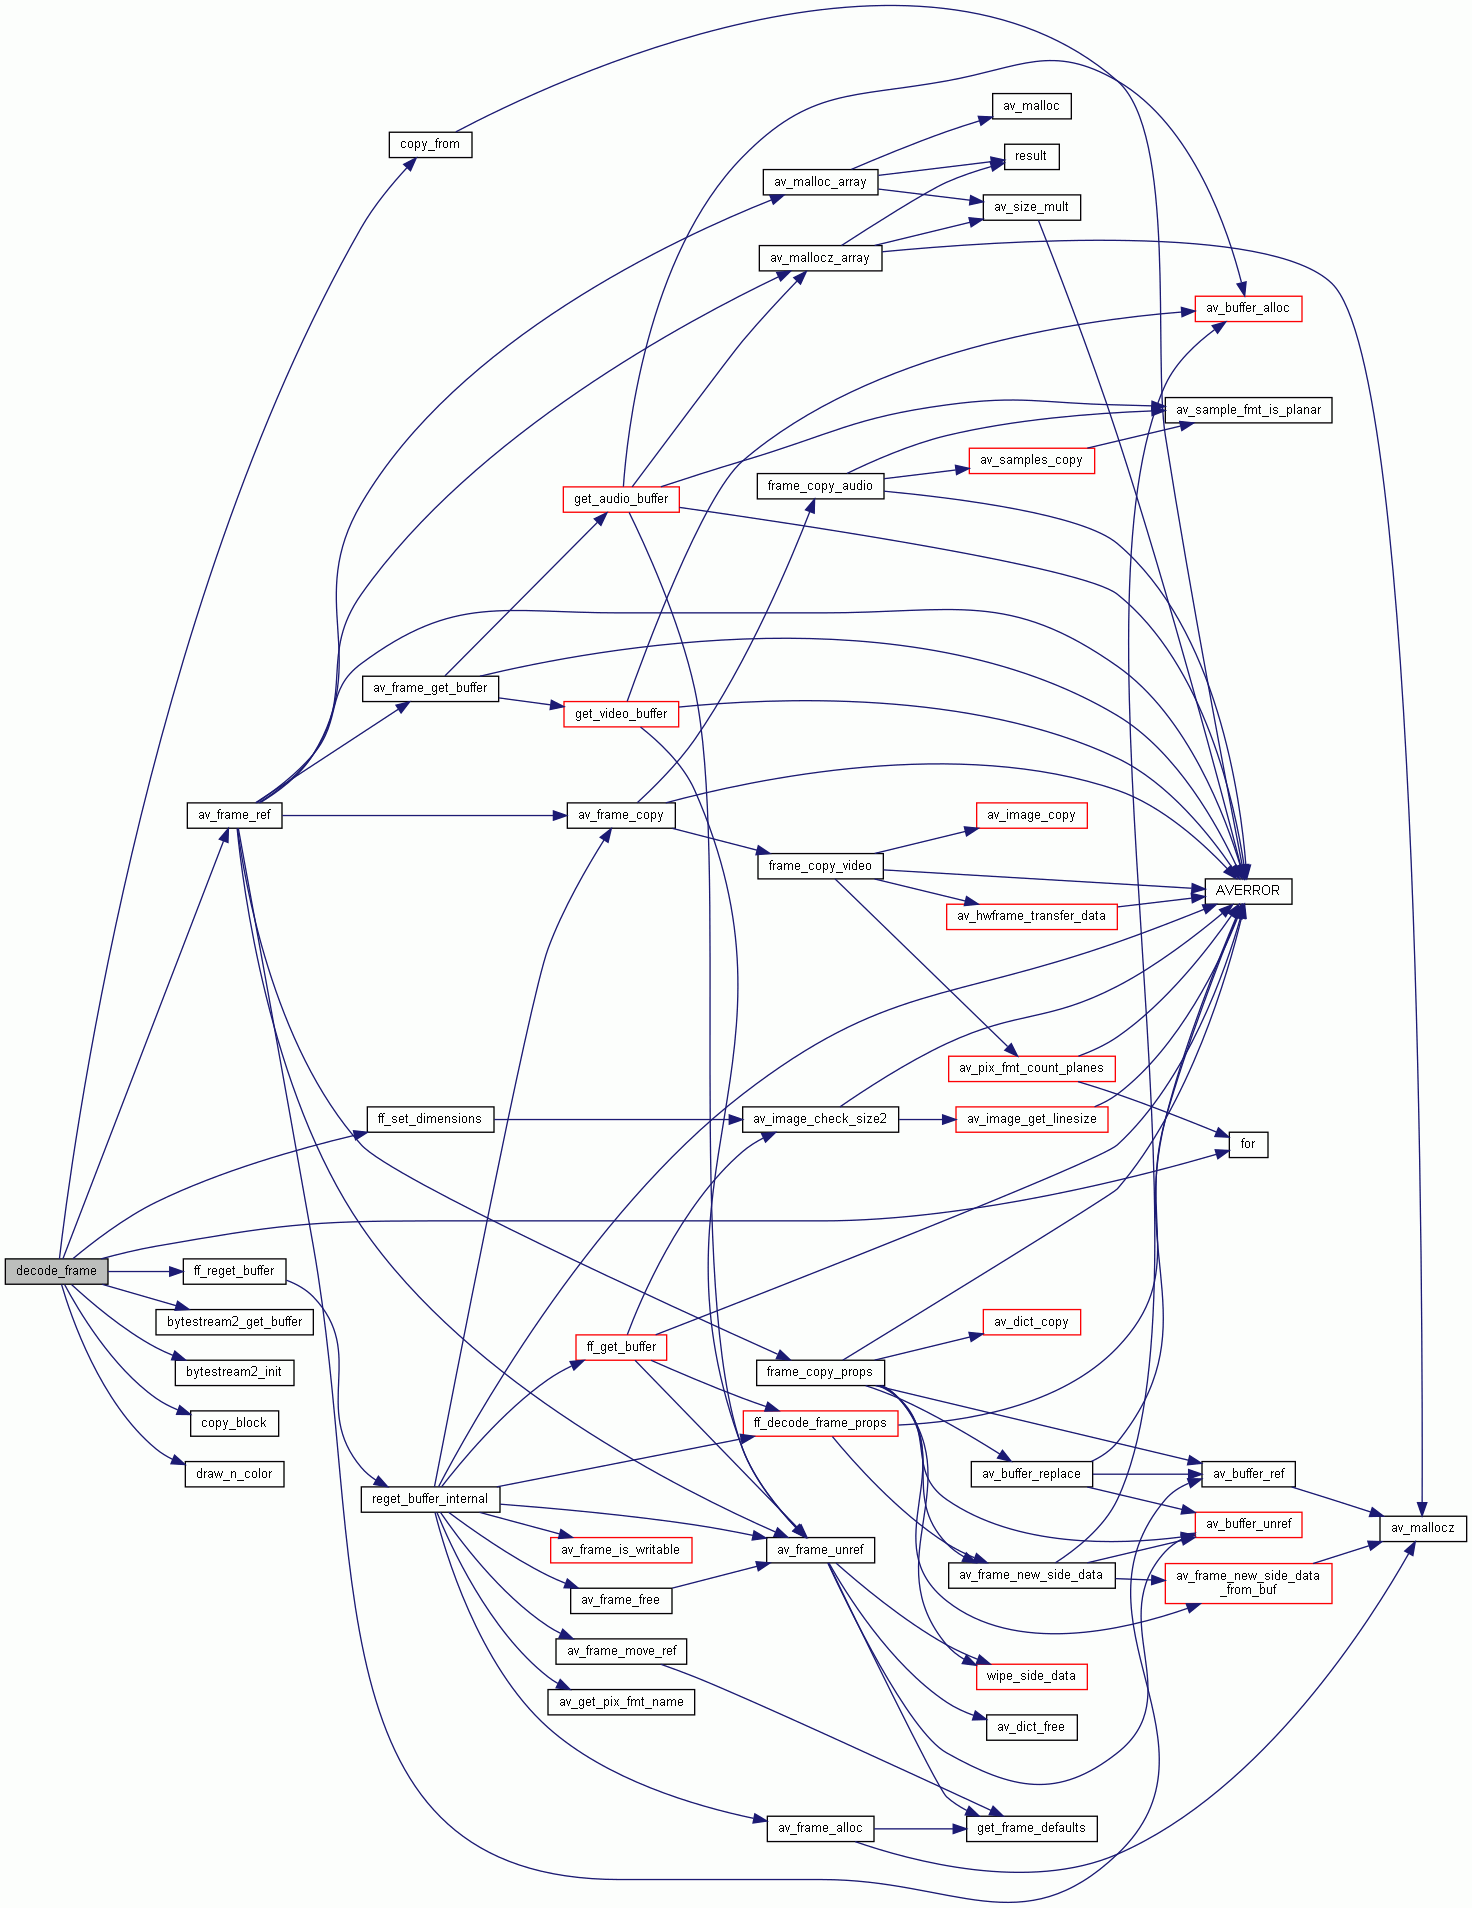 copy_from
av_malloc
result
av_malloc_array
av_size_mult
av_mallocz_array
av_buffer_alloc
av_sample_fmt_is_planar
av_samples_copy
frame_copy_audio
get_audio_buffer
av_frame_get_buffer
get_video_buffer
av_frame_ref
av_frame_copy
av_image_copy
frame_copy_video
AVERROR
av_hwframe_transfer_data
av_pix_fmt_count_planes
ff_set_dimensions
av_image_check_size2
av_image_get_linesize
for
decode_frame
ff_reget_buffer
bytestream2_get_buffer
av_dict_copy
ff_get_buffer
bytestream2_init
frame_copy_props
copy_block
ff_decode_frame_props
draw_n_color
av_buffer_replace
av_buffer_ref
reget_buffer_internal
av_buffer_unref
av_mallocz
av_frame_is_writable
av_frame_unref
av_frame_new_side_data
av_frame_new_side_data
_from_buf
av_frame_free
av_frame_move_ref
wipe_side_data
av_get_pix_fmt_name
av_dict_free
av_frame_alloc
get_frame_defaults